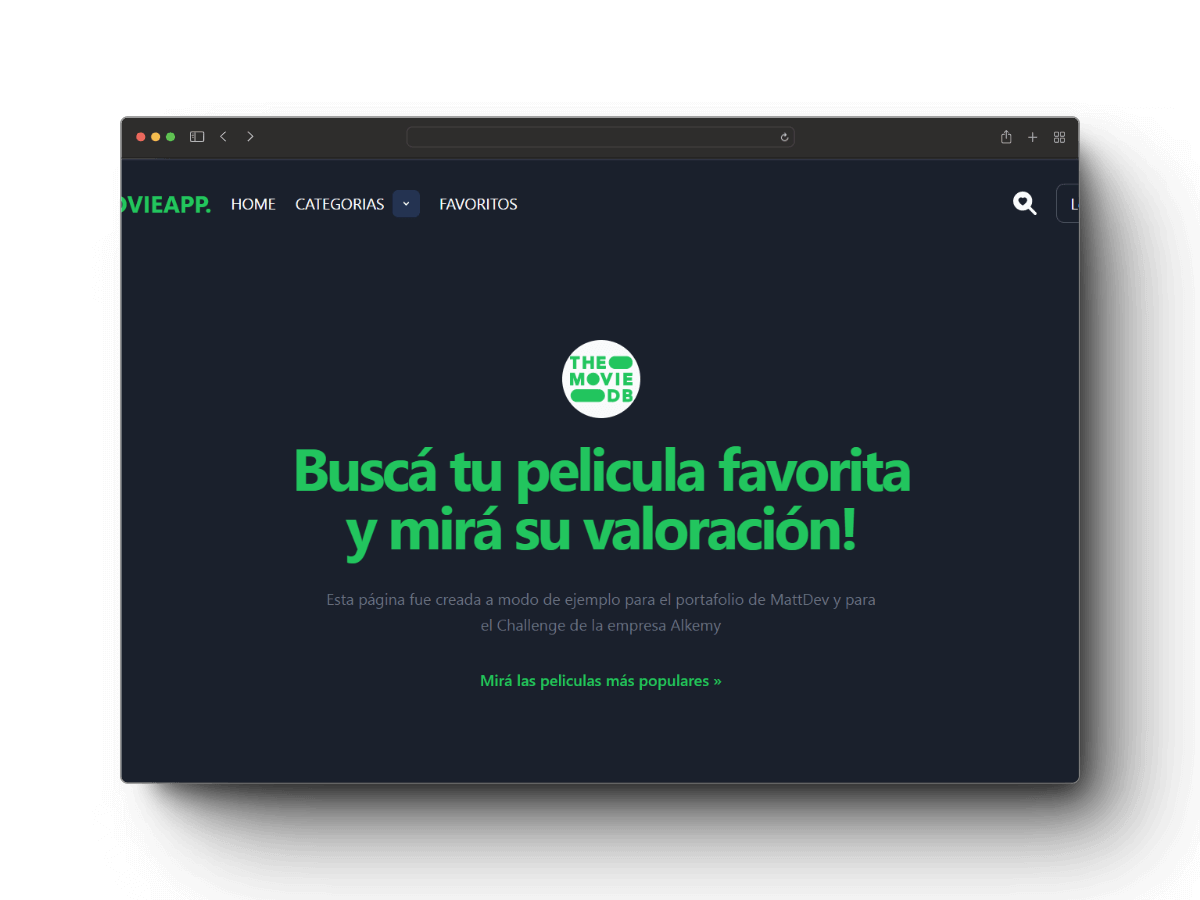 OVIEAPP.
HOME
CATEGORIAS
FAVORITOS
THE
MOVIE
DB
Buscá tu pelicula favorita
y mirá su valoración!
Esta página fue creada a modo de ejemplo para el portafolio de MattDev y para
el Challenge de la empresa Alkemy
Mirá las peliculas más populares »